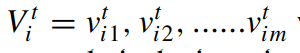 V_i^t = v_{i1}^t, v_{i2}^t, ......v_{im}^t